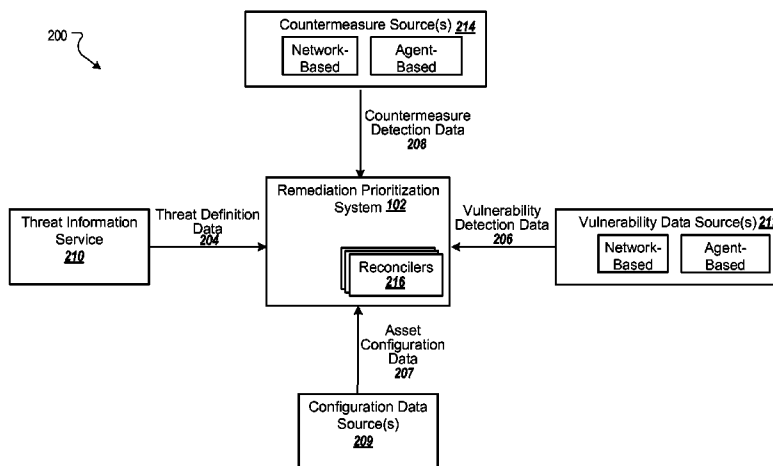 200
Countermeasure Source(s) 214
Network-
Based
Agent-
Based
Countermeasure
Detection Data
208
Remediation Prioritization
System 102
Reconcilers
216
Threat Information
Service
210
Threat Definition
Data
204
Vulnerability
Detection Data
206
Vulnerability Data Source(s) 21
Network-
Based
Agent-
Based
Asset
Configuration
Data
207
Configuration Data
Source(s)
209